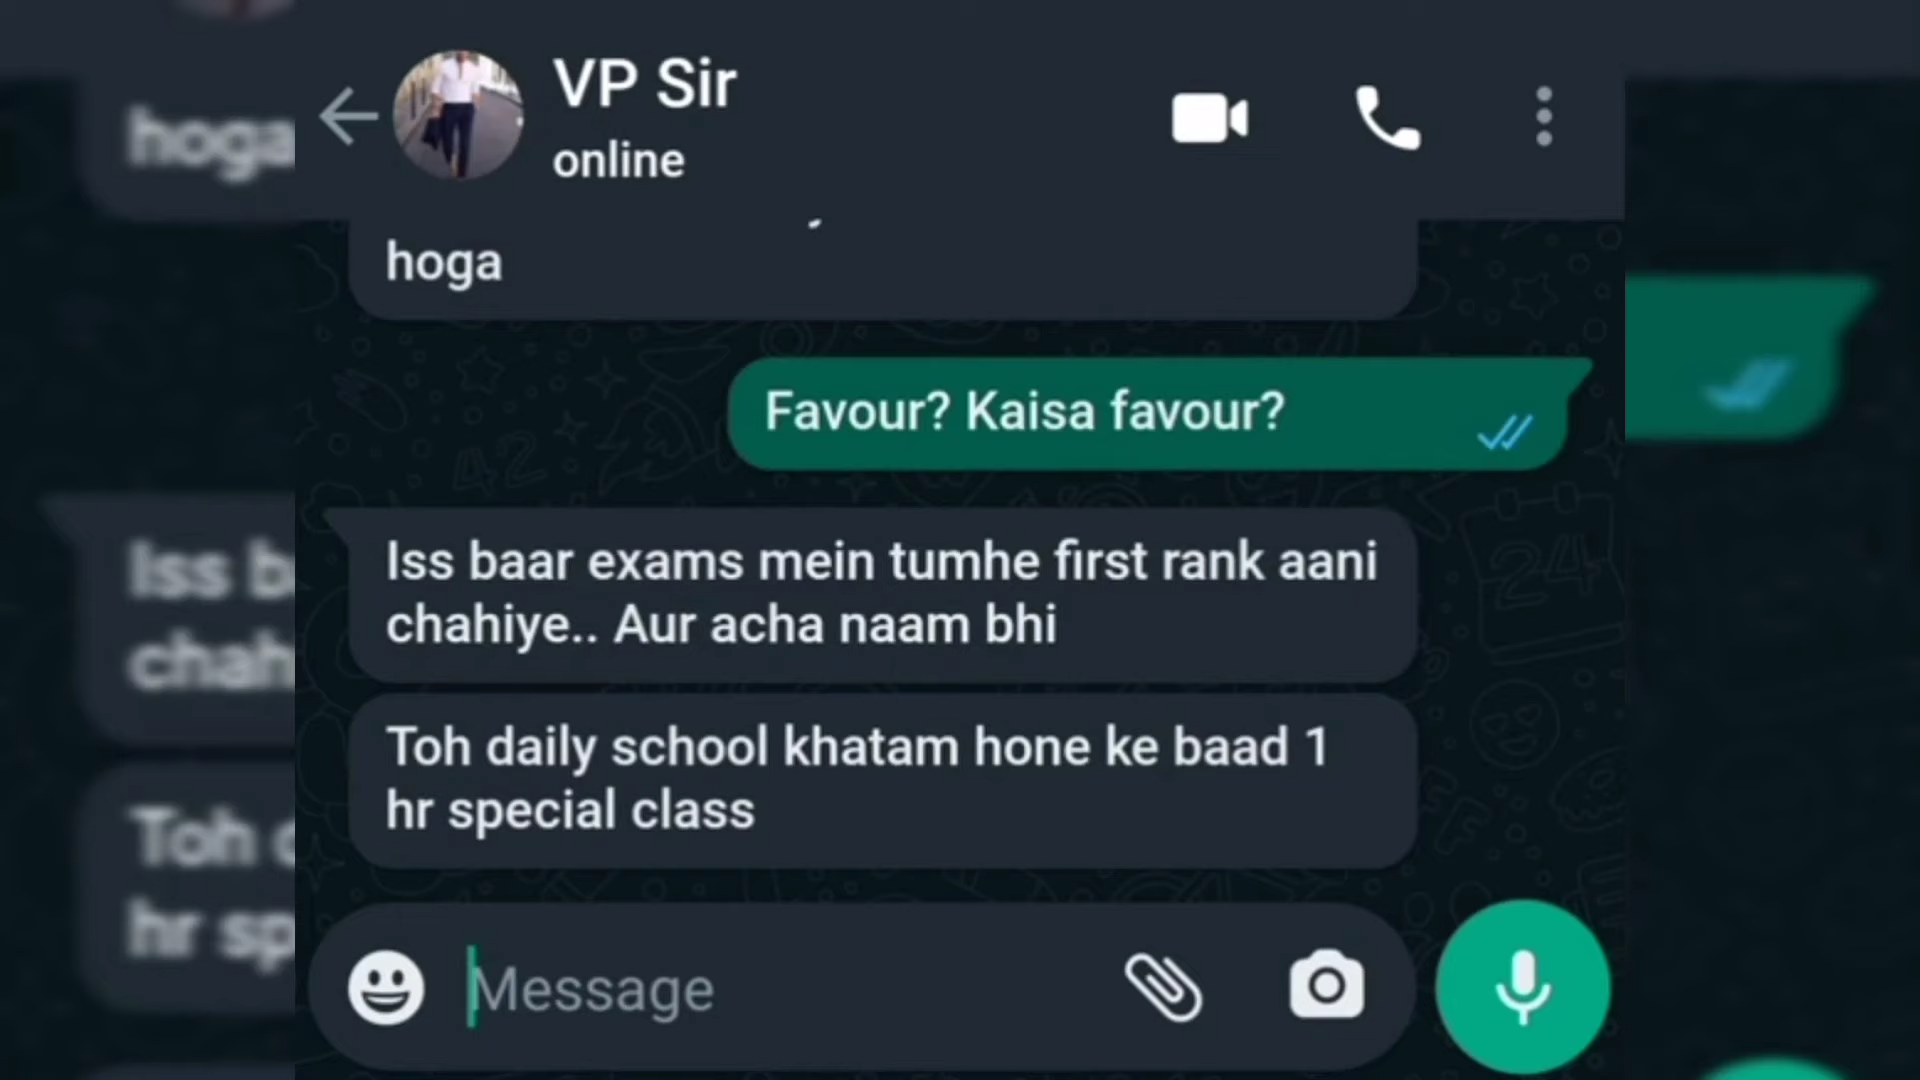 VP Sir
online
hoga
Favour? Kaisa favour?
Iss baar exams mein tumhe first rank aani
chahiye.. Aur acha naam bhi
Toh daily school khatam hone ke baad 1
hr special class
Message